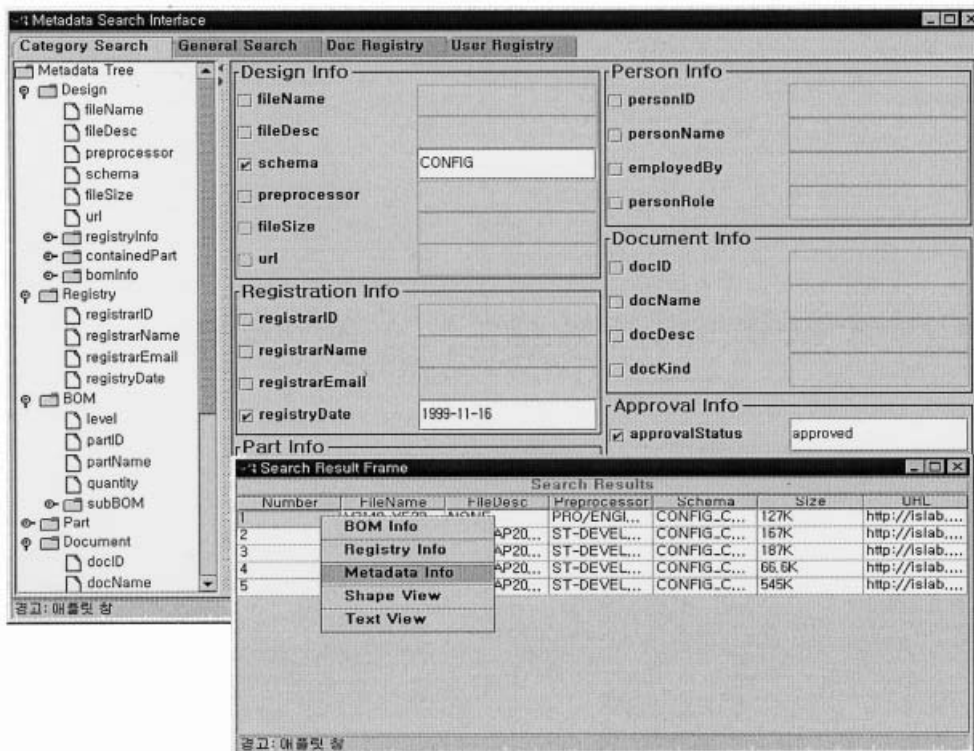 Metadata Search Interface
Category Search General Search Doc Registry User Registry
Metadata Tree
Design
fileName
fileDesc
preprocessor
schema
fileSize
url
registryInfo
containedPart
bomInfo
Registry
registrarID
registrarName
registrarEmail
registryDate
BOM
level
partID
partName
quantity
subBOM
Part
Document
docID
docName
경고: 애플릿 창
Design Info
fileName
fileDesc
schema CONFIG
preprocessor
fileSize
url
Registration Info
registrarID
registrarName
registrarEmail
registryDate 1999-11-16
Part Info
Person Info
personID
personName
employedBy
personRole
Document Info
docID
docName
docDesc
docKind
Approval Info
approvalStatus approved
Search Result Frame
Search Results
Number FileName FileDesc Preprocessor Schema Size URL
1 PRO/ENGI... CONFIG_C... 127K http://islab....
2 AP20... ST-DEVEL... CONFIG_C... 167K http://islab....
3 AP20... ST-DEVEL... CONFIG_C... 187K http://islab....
4 AP20... ST-DEVEL... CONFIG_C... 66.6K http://islab....
5 AP20... ST-DEVEL... CONFIG_C... 545K http://islab....
BOM Info
Registry Info
Metadata Info
Shape View
Text View
경고: 애플릿 창